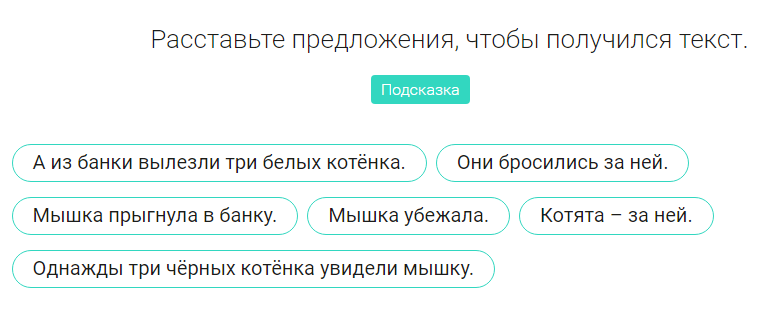 Расставьте предложения, чтобы получился текст.
Подсказка
А из банки вылезли три белых котёнка. Они бросились за ней.
Мышка прыгнула в банку. Мышка убежала. Котята – за ней.
Однажды три чёрных котёнка увидели мышку.